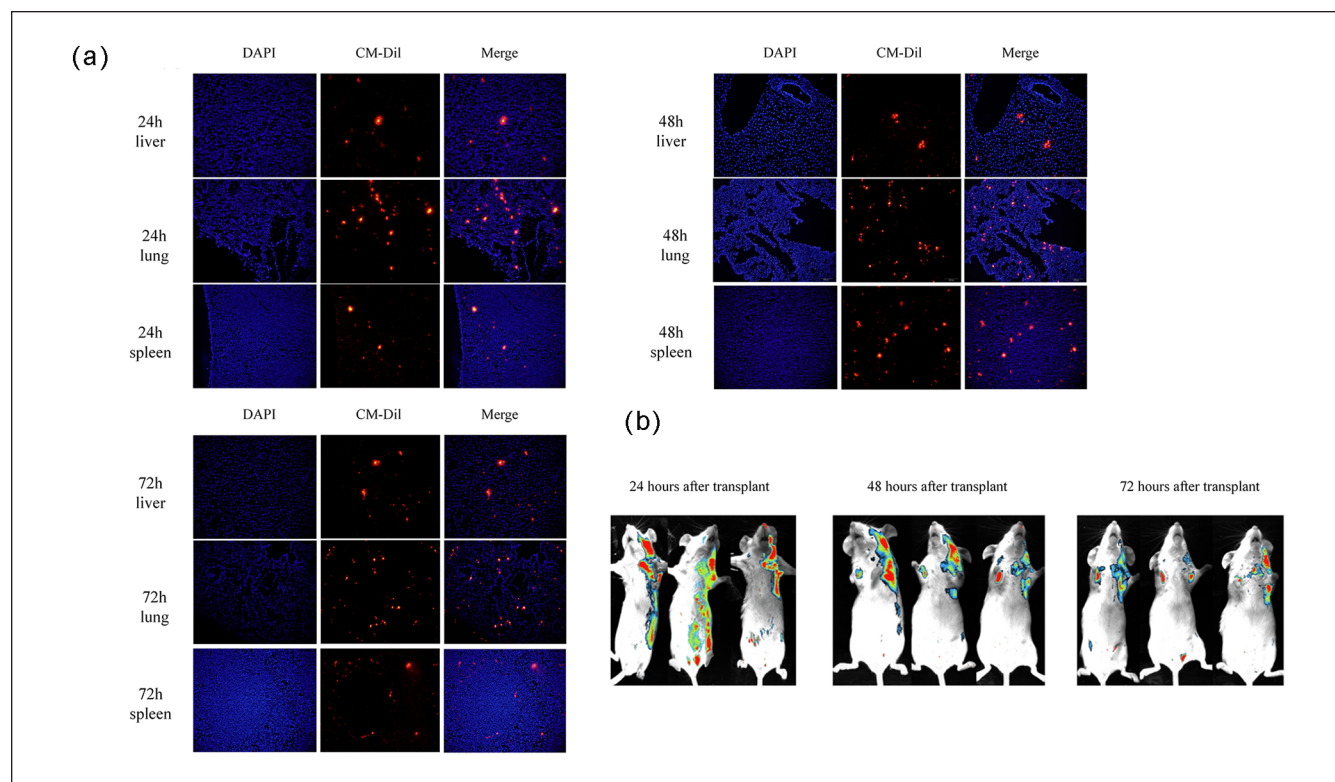 (a)
DAPI CM-Dil Merge
24h
liver
24h
lung
24h
spleen
DAPI CM-Dil Merge
48h
liver
48h
lung
48h
spleen
DAPI CM-Dil Merge
72h
liver
72h
lung
72h
spleen
(b)
24 hours after transplant
48 hours after transplant
72 hours after transplant